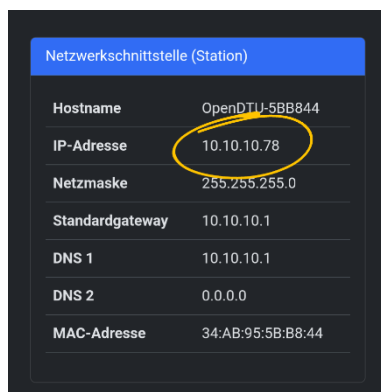 Netzwerkschnittstelle (Station)
Hostname OpenDTU-5BB844
IP-Adresse 10.10.10.78
Netzmaske 255.255.255.0
Standardgateway 10.10.10.1
DNS 1 10.10.10.1
DNS 2 0.0.0.0
MAC-Adresse 34:AB:95:5B:B8:44